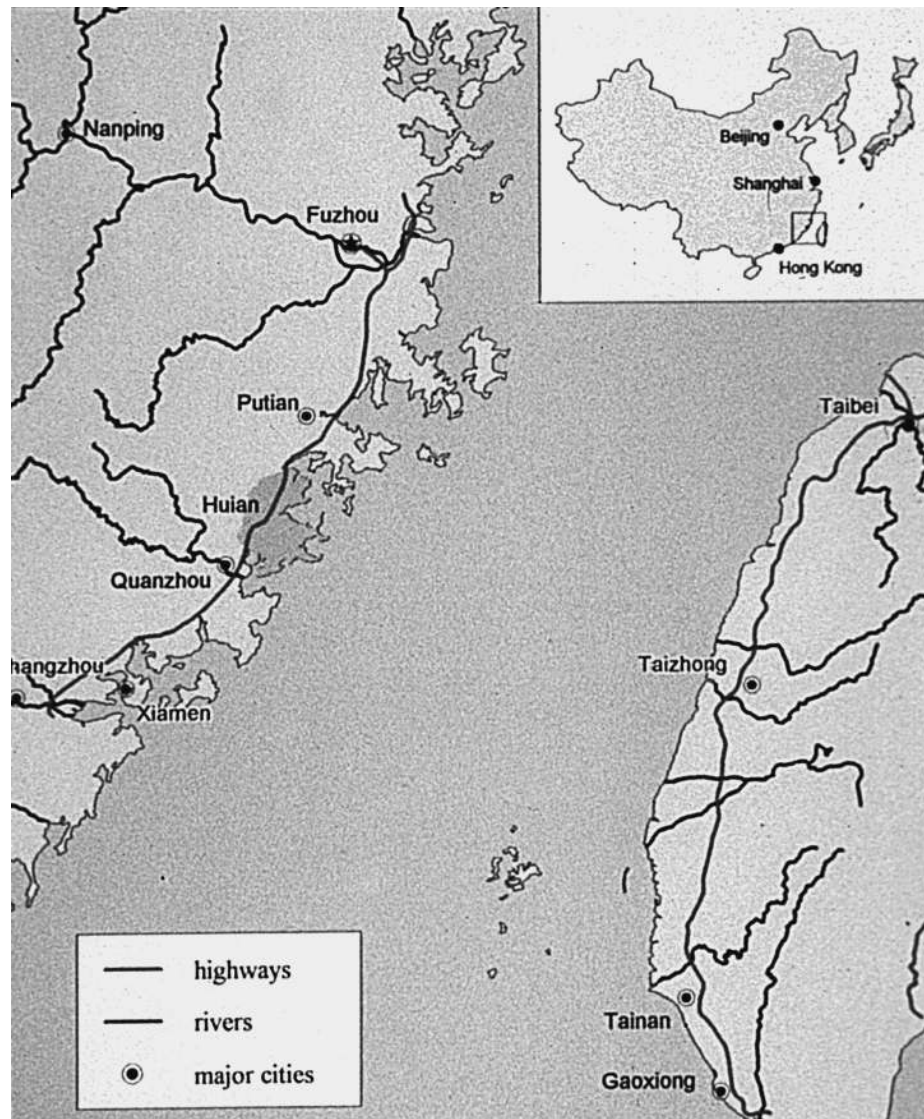 Nanping
Fuzhou
Beijing
Shanghai
Hong Kong
Putian
Taibei
Huian
Quanzhou
hangzhou
Xiamen
Taizhong
highways
rivers
major cities
Tainan
Gaoxiong